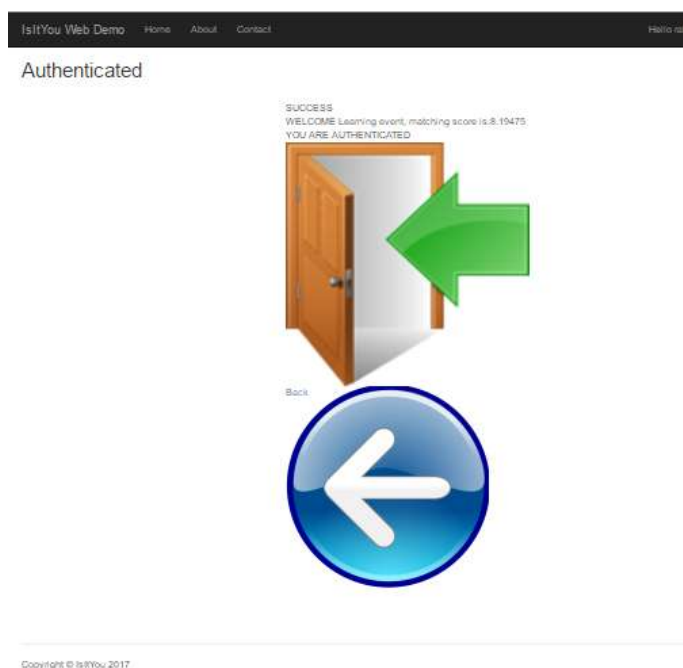 IsItYou Web Demo Home About Contact Hello
Authenticated
SUCCESS
WELCOME Learning event, matching score is:8.19475
YOU ARE AUTHENTICATED
Back
Copyright © IsItYou 2017